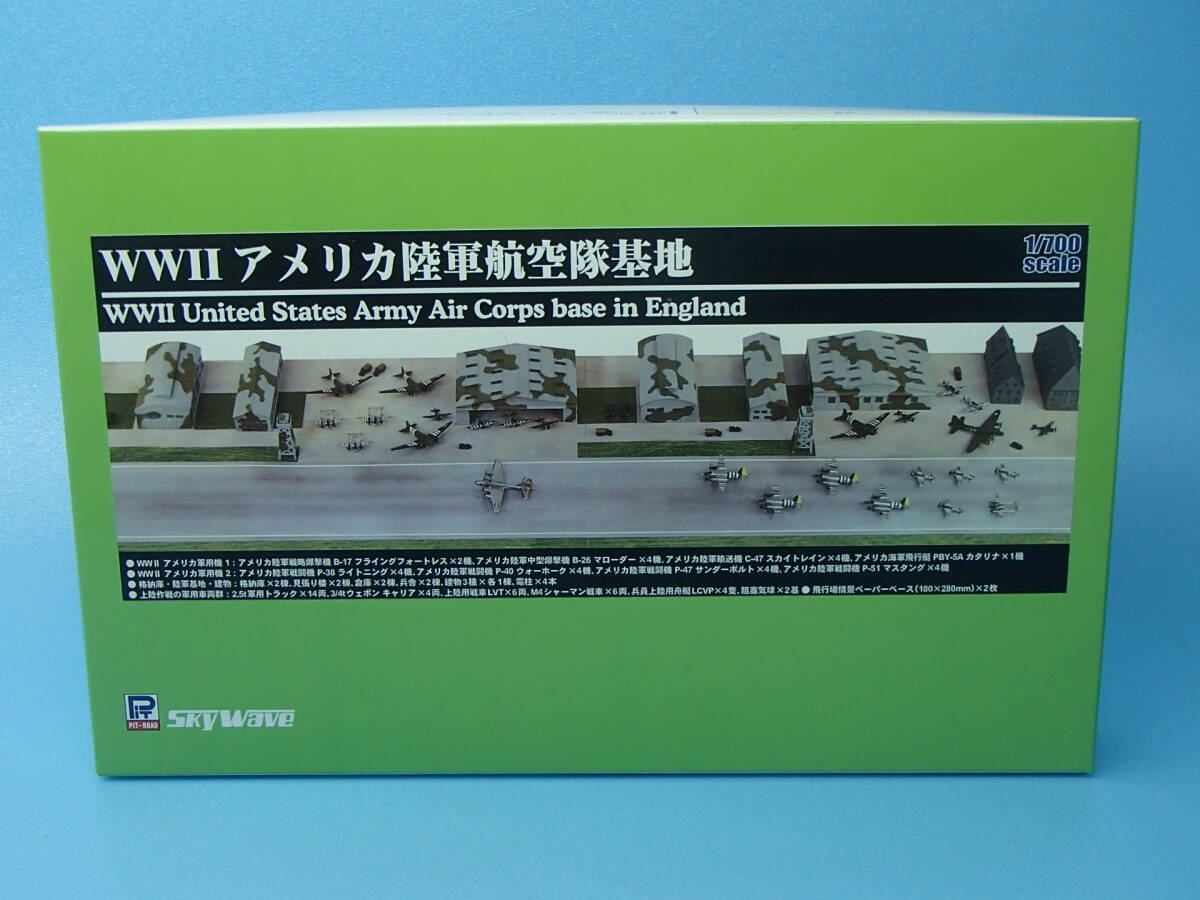 WWII アメリカ陸軍航空隊基地
1/700 scale
WWII United States Army Air Corps base in England
● WWⅡ アメリカ軍用機 1：アメリカ陸軍戦略爆撃機 B-17 フライングフォートレス×2機、アメリカ陸軍中型爆撃機 B-26 マローダー ×4機、アメリカ陸軍輸送機 C-47 スカイトレイン×4機、アメリカ海軍飛行艇 PBY-5A カタリナ×1機
● WWⅡ アメリカ軍用機 2：アメリカ陸軍戦闘機 P-38 ライトニング×4機、アメリカ陸軍戦闘機 P-40 ウォーホーク×4機、アメリカ陸軍戦闘機 P-47 サンダーボルト×4機、アメリカ陸軍戦闘機 P-51 マスタング×4機
● 格納庫・陸軍基地・建物：格納庫×2棟、見張り櫓×2棟、倉庫×2棟、兵舎×2棟、建物3種×各1棟、電柱×4本
● 上陸作戦の軍用車両群：2.5t軍用トラック×14両、3/4tウェポン キャリア×4両、上陸用戦車LVT×6両、M4シャーマン戦車×6両、兵員上陸用舟艇LCVP×4隻、阻塞気球×2基 ● 飛行場情景ペーパーベース(180×280mm)×2枚
PIT
PIT-ROAD
SKYWAVE